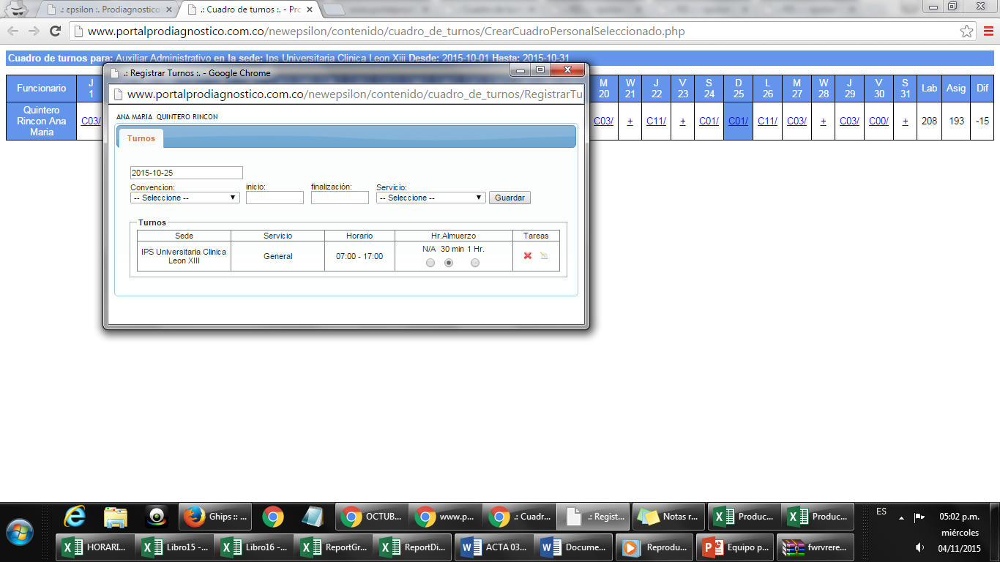 .: epsilon :. Prodiagnostico
.: Cuadro de turnos :. - Pro
www.portalprodiagnostico.com.co/newepsilon/contenido/cuadro_de_turnos/CrearCuadroPersonalSeleccionado.php
Cuadro de turnos para: Auxiliar Administrativo en la sede: Ips Universitaria Clinica Leon Xiii Desde: 2015-10-01 Hasta: 2015-10-31
Funcionario J 1 M 20 W 21 J 22 V 23 S 24 D 25 L 26 M 27 W 28 J 29 V 30 S 31 Lab Asig Dif
Quintero Rincon Ana Maria C03/ C03/ + C11/ + C01/ C01/ C11/ C03/ + C03/ C00/ + 208 193 -15
.: Registrar Turnos :. - Google Chrome
www.portalprodiagnostico.com.co/newepsilon/contenido/cuadro_de_turnos/RegistrarTu
ANA MARIA QUINTERO RINCON
Turnos
2015-10-25
Convencion: inicio: finalización: Servicio:
-- Seleccione -- -- Seleccione -- Guardar
Turnos
Sede Servicio Horario Hr.Almuerzo Tareas
IPS Universitaria Clinica Leon XIII General 07:00 - 17:00 N/A 30 min 1 Hr.
Ghips :: ... OCTUB... www.p... .: Cuadr... .: Regist... Notas r... Produc... Produc... ES 05:02 p.m.
miércoles
HORARI... Libro15 -... Libro16 -... ReportGr... ReportDi... ACTA 03... Docume... Reprodu... Equipo p... fwrvrere... 04/11/2015